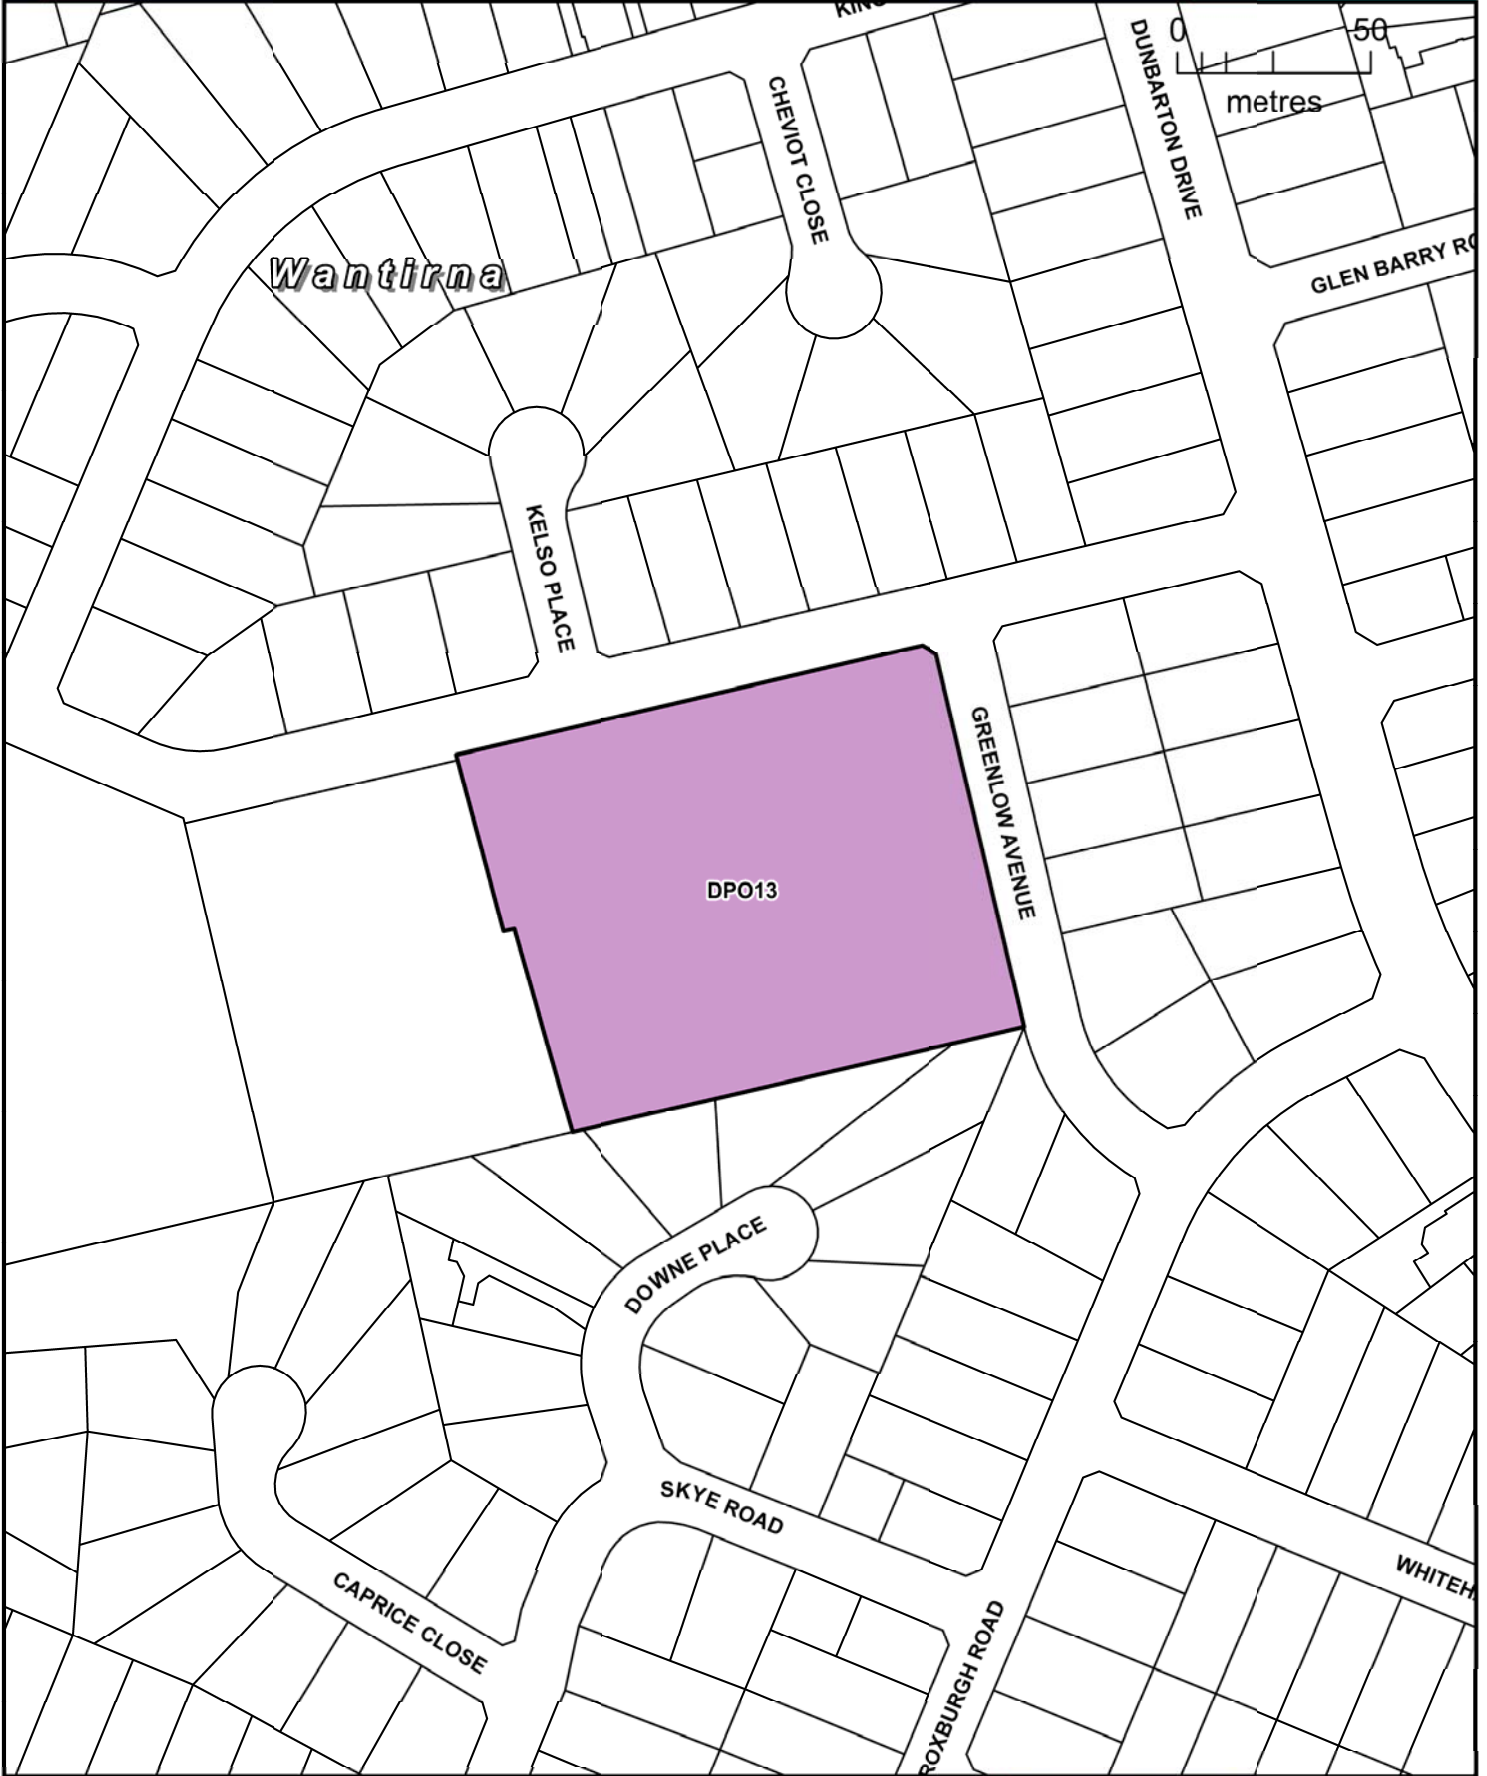 KING
DUNBARTON DRIVE
0 50
metres
CHEVIOT CLOSE
GLEN BARRY RO
Wantirna
KELSO PLACE
GREENLOW AVENUE
DPO13
DOWNE PLACE
SKYE ROAD
CAPRICE CLOSE
WHITEH
ROXBURGH ROAD